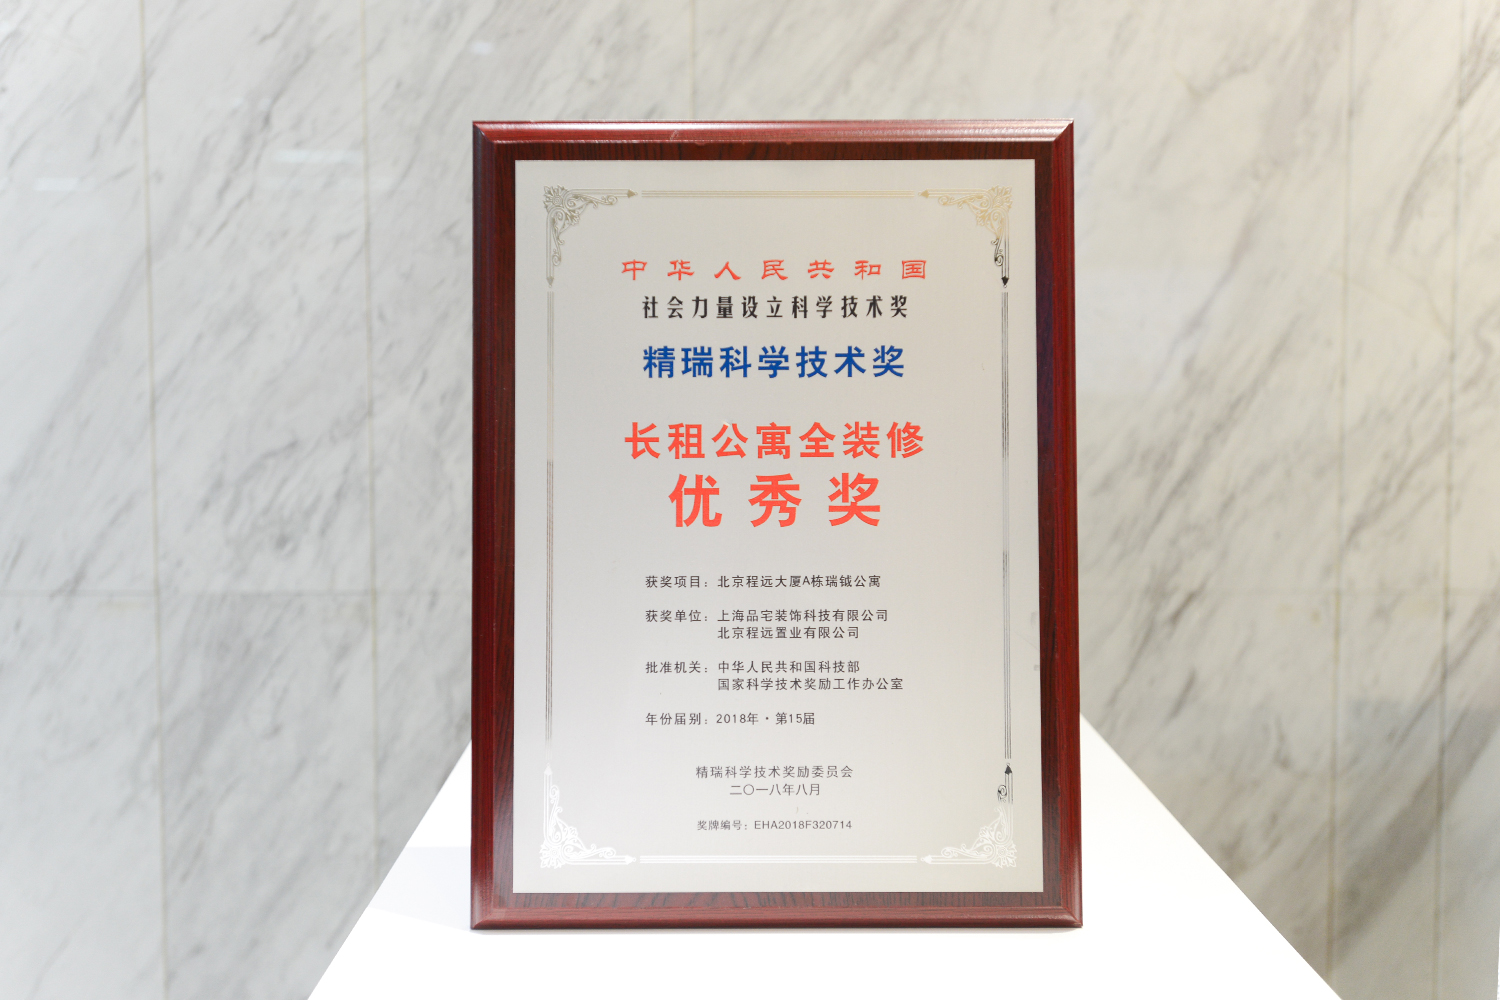 中华人民共和国
社会力量设立科学技术奖
精瑞科学技术奖
长租公寓全装修
优秀奖
获奖项目：北京程远大厦A栋瑞钺公寓
获奖单位：上海品宅装饰科技有限公司
北京程远置业有限公司
批准机关：中华人民共和国科技部
国家科学技术奖励工作办公室
年份届别：2018年·第15届
精瑞科学技术奖励委员会
二〇一八年八月
奖牌编号：EHA2018F320714